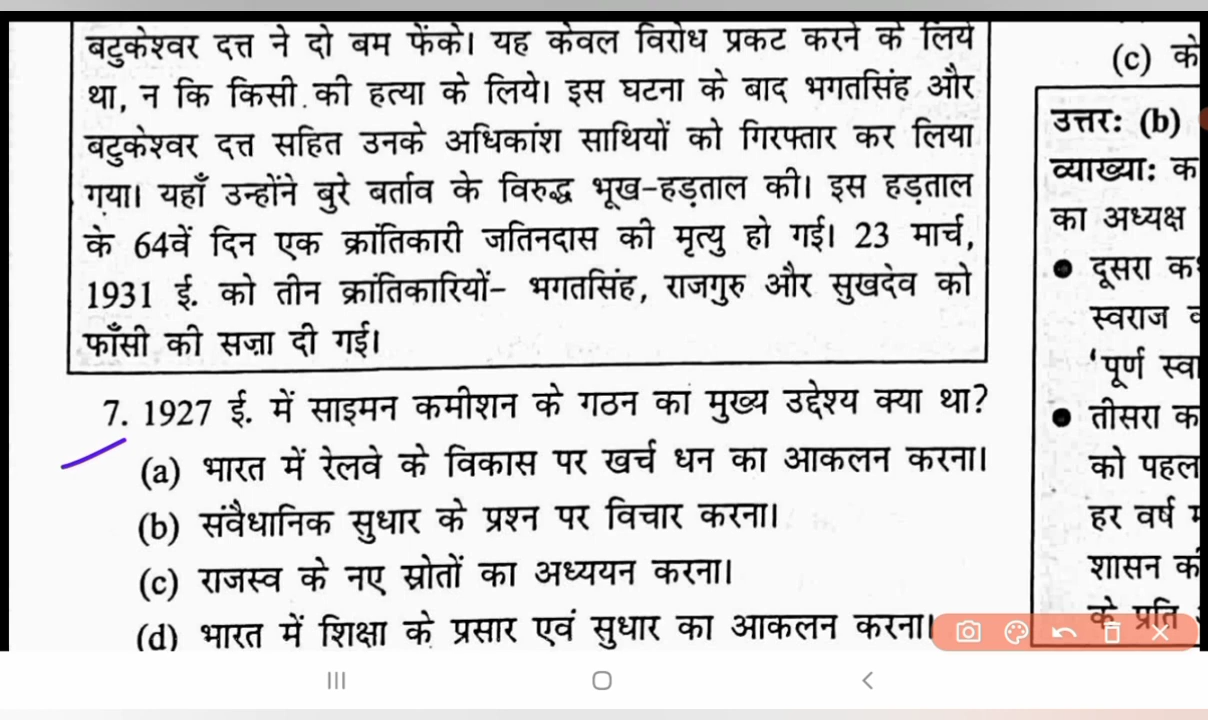 बटुकेश्वर दत्त ने दो बम फेंके। यह केवल विरोध प्रकट करने के लिये
था, न कि किसी की हत्या के लिये। इस घटना के बाद भगतसिंह और
बटुकेश्वर दत्त सहित उनके अधिकांश साथियों को गिरफ्तार कर लिया
गया। यहाँ उन्होंने बुरे बर्ताव के विरुद्ध भूख-हड़ताल की। इस हड़ताल
के 64वें दिन एक क्रांतिकारी जतिनदास की मृत्यु हो गई। 23 मार्च,
1931 ई. को तीन क्रांतिकारियों- भगतसिंह, राजगुरु और सुखदेव को
फाँसी की सज़ा दी गई।
7. 1927 ई. में साइमन कमीशन के गठन का मुख्य उद्देश्य क्या था?
(a) भारत में रेलवे के विकास पर खर्च धन का आकलन करना।
(b) संवैधानिक सुधार के प्रश्न पर विचार करना।
(c) राजस्व के नए स्रोतों का अध्ययन करना।
(d) भारत में शिक्षा के प्रसार एवं सुधार का आकलन करना।
(c) के
उत्तर: (b)
व्याख्या: क
का अध्यक्ष
● दूसरा क
स्वराज
'पूर्ण स्वा
● तीसरा क
को पहल
हर वर्ष
शासन की
के प्रति